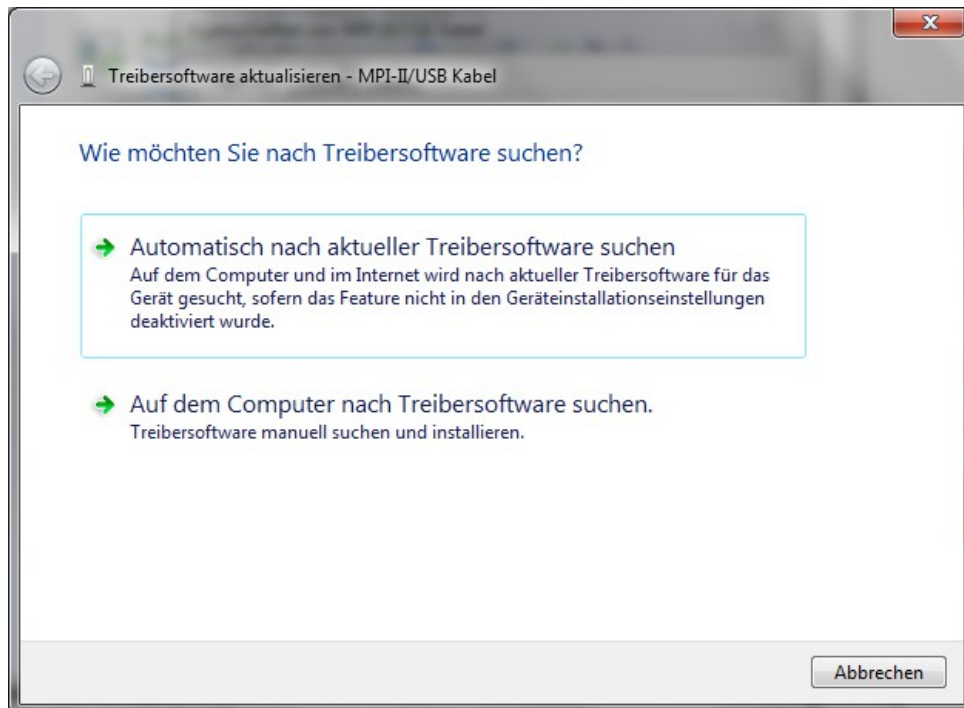 Treibersoftware aktualisieren - MPI-II/USB Kabel
Wie möchten Sie nach Treibersoftware suchen?
Automatisch nach aktueller Treibersoftware suchen
Auf dem Computer und im Internet wird nach aktueller Treibersoftware für das
Gerät gesucht, sofern das Feature nicht in den Geräteinstallationseinstellungen
deaktiviert wurde.
Auf dem Computer nach Treibersoftware suchen.
Treibersoftware manuell suchen und installieren.
Abbrechen